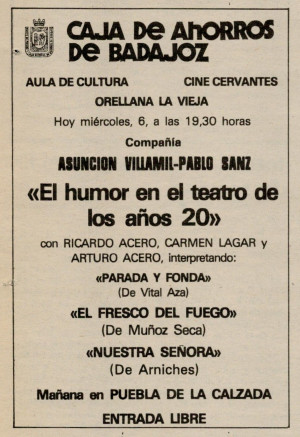 CAJA DE AHORROS
DE BADAJOZ
AULA DE CULTURA CINE CERVANTES
ORELLANA LA VIEJA
Hoy miércoles, 6, a las 19,30 horas
Compañía
ASUNCION VILLAMIL-PABLO SANZ
«El humor en el teatro de
los años 20»
con RICARDO ACERO, CARMEN LAGAR y
ARTURO ACERO, interpretando:
«PARADA Y FONDA»
(De Vital Aza)
«EL FRESCO DEL FUEGO»
(De Muñoz Seca)
«NUESTRA SEÑORA»
(De Arniches)
Mañana en PUEBLA DE LA CALZADA
ENTRADA LIBRE